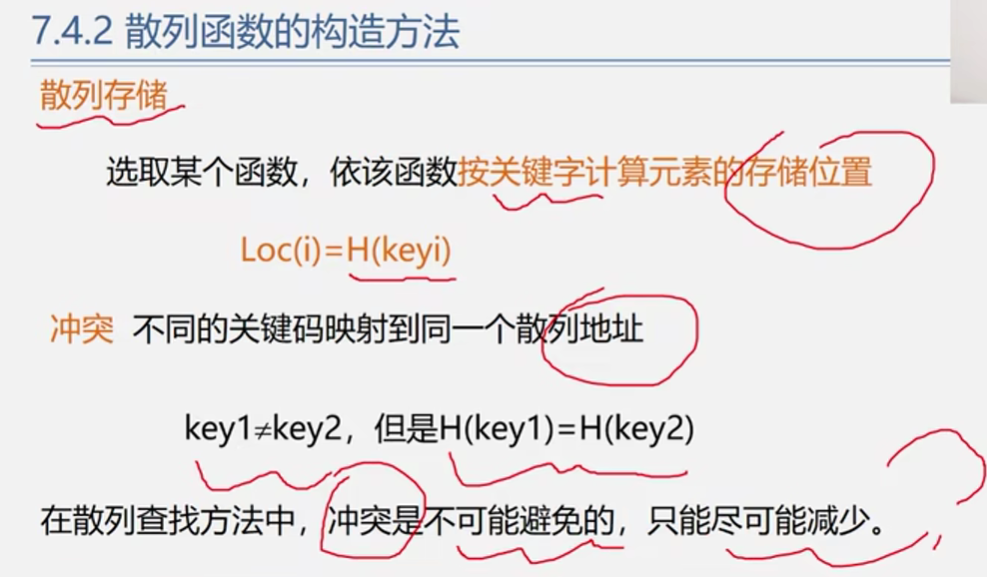 7.4.2 散列函数的构造方法
散列存储
选取某个函数，依该函数按关键字计算元素的存储位置
Loc(i)=H(keyi)
冲突 不同的关键码映射到同一个散列地址
key1≠key2，但是H(key1)=H(key2)
在散列查找方法中，冲突是不可能避免的，只能尽可能减少。